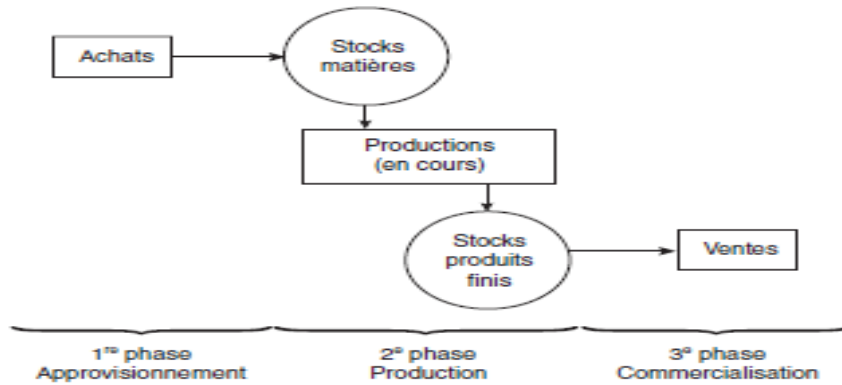 Achats
Stocks
matières
Productions
(en cours)
Stocks
produits
finis
Ventes
1re phase
Approvisionnement
2e phase
Production
3e phase
Commercialisation